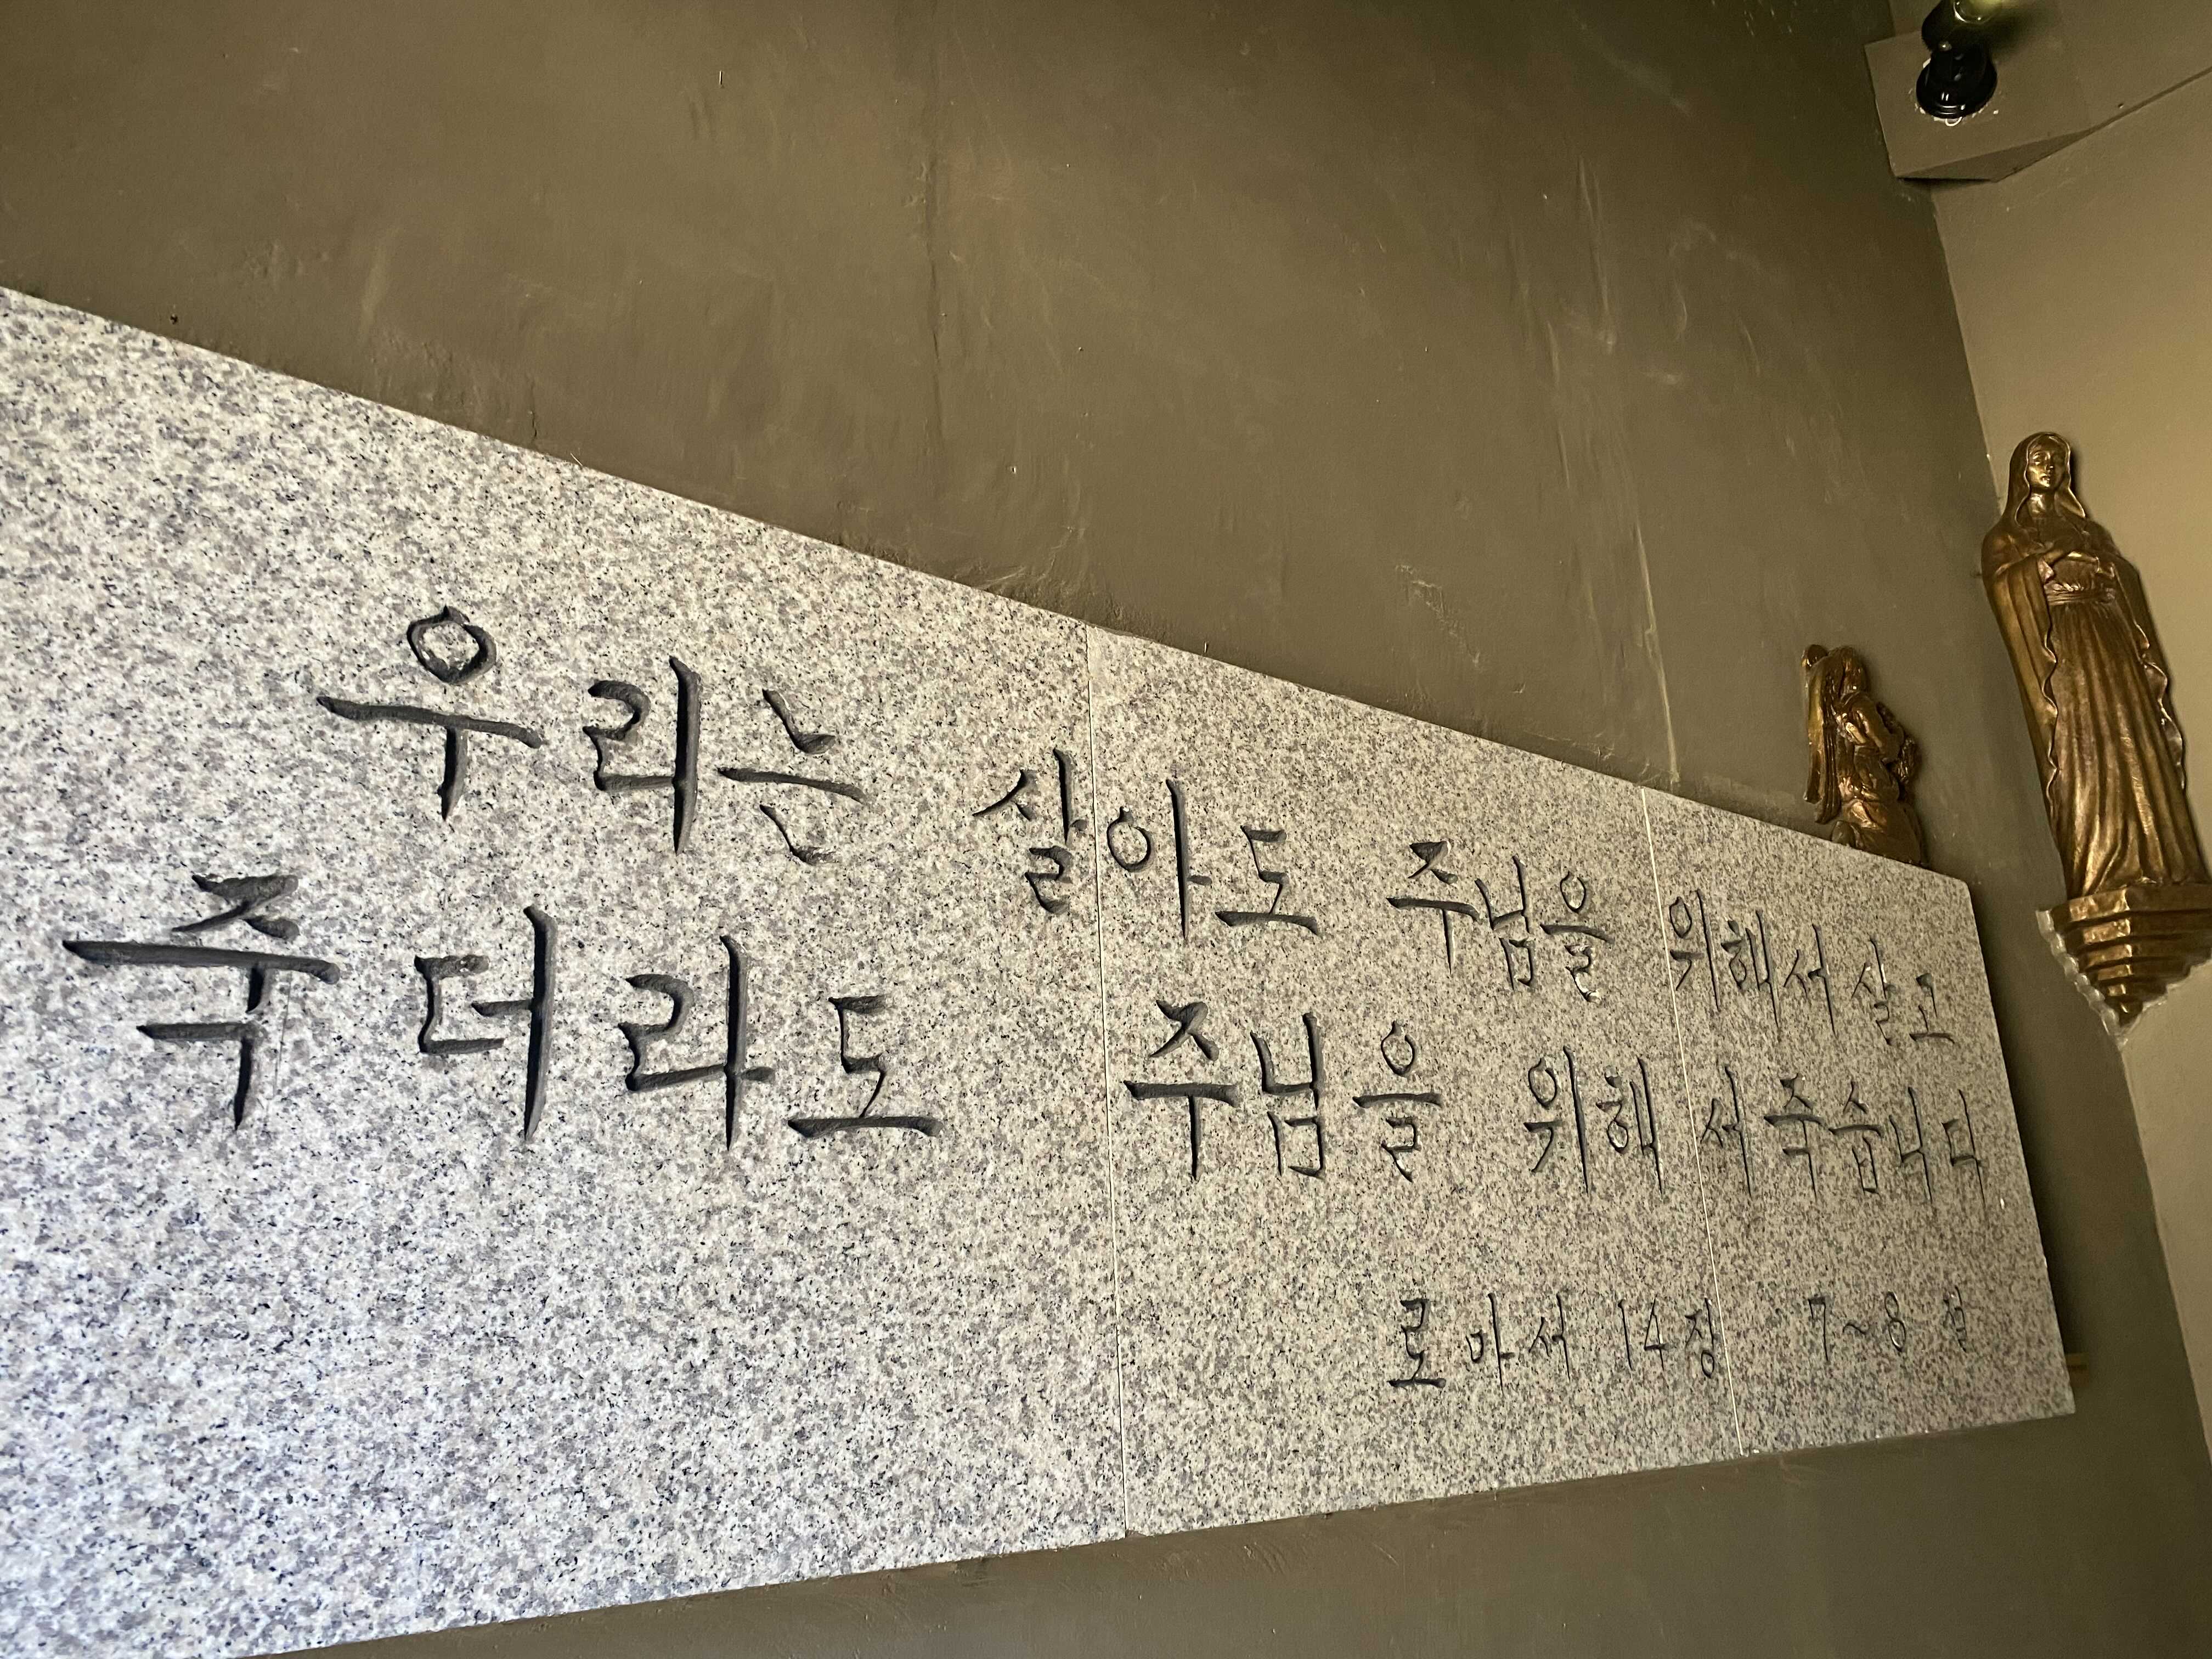 우리는 살아도 주님을 위해서 살고
죽더라도 주님을 위해서 죽습니다
로마서 14장 7~8절